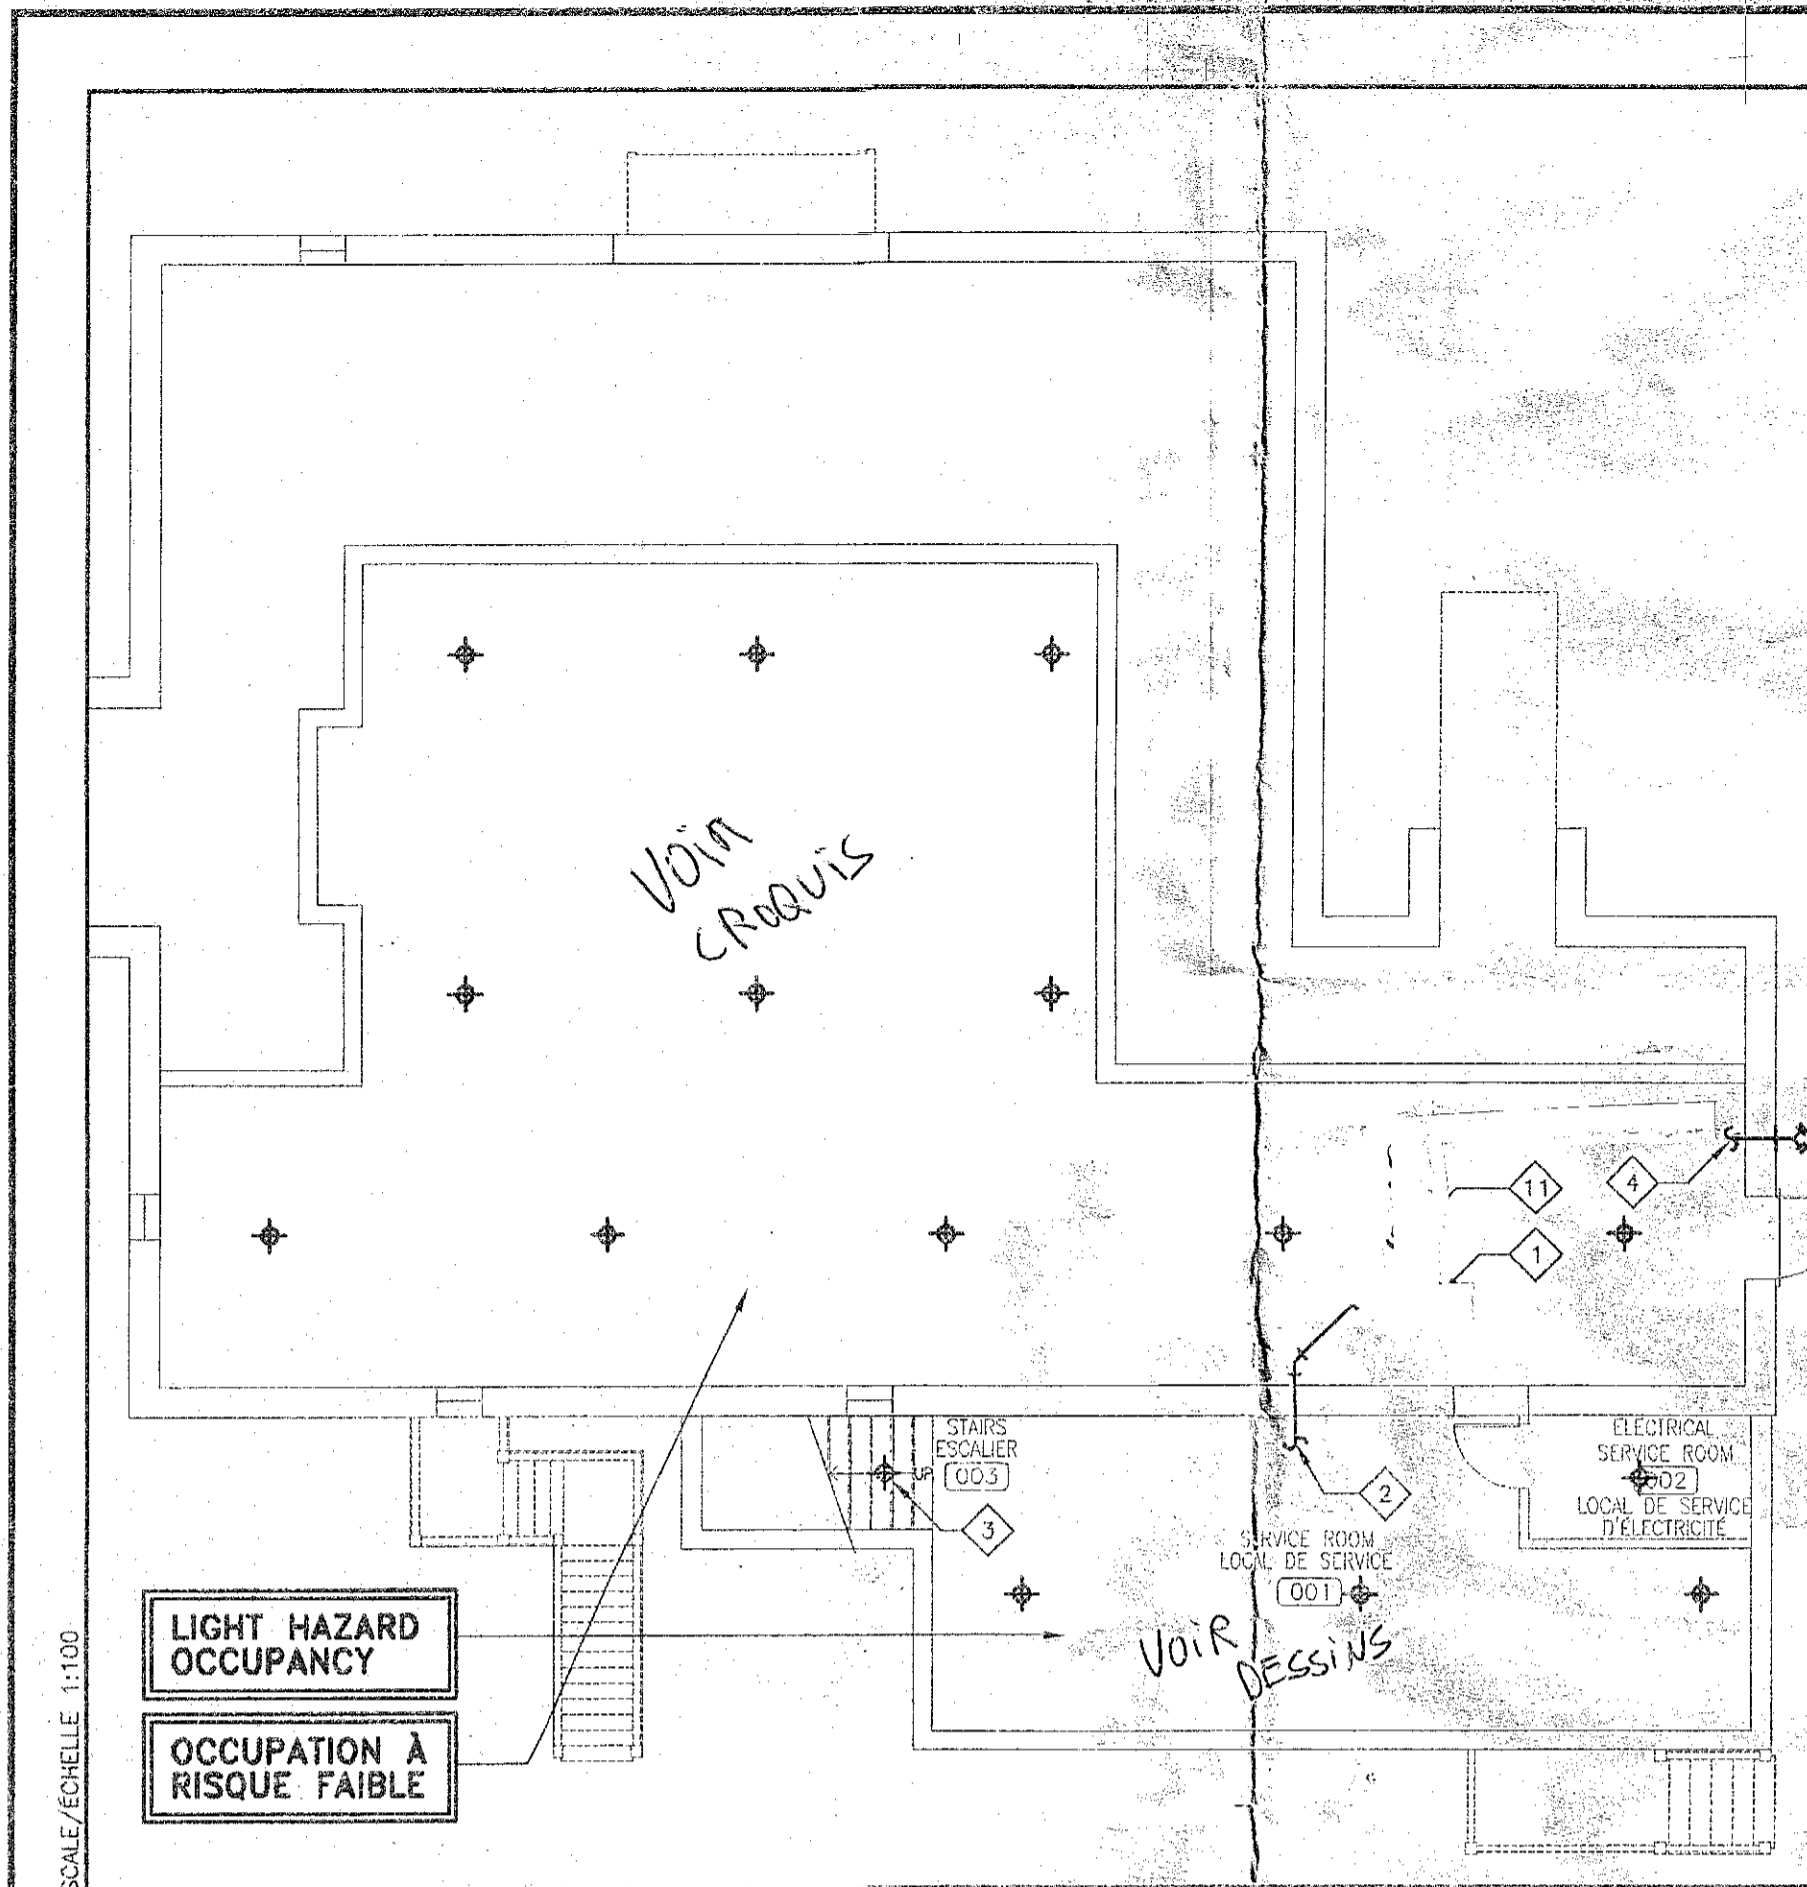 VOIR
CROQUIS
11
4
1
STAIRS
ESCALIER
003
UP
3
2
ELECTRICAL
SERVICE ROOM
002
LOCAL DE SERVICE
D'ÉLECTRICITÉ
SERVICE ROOM
LOCAL DE SERVICE
001
VOIR
DESSINS
LIGHT HAZARD
OCCUPANCY
OCCUPATION À
RISQUE FAIBLE
SCALE/ÉCHELLE 1:100